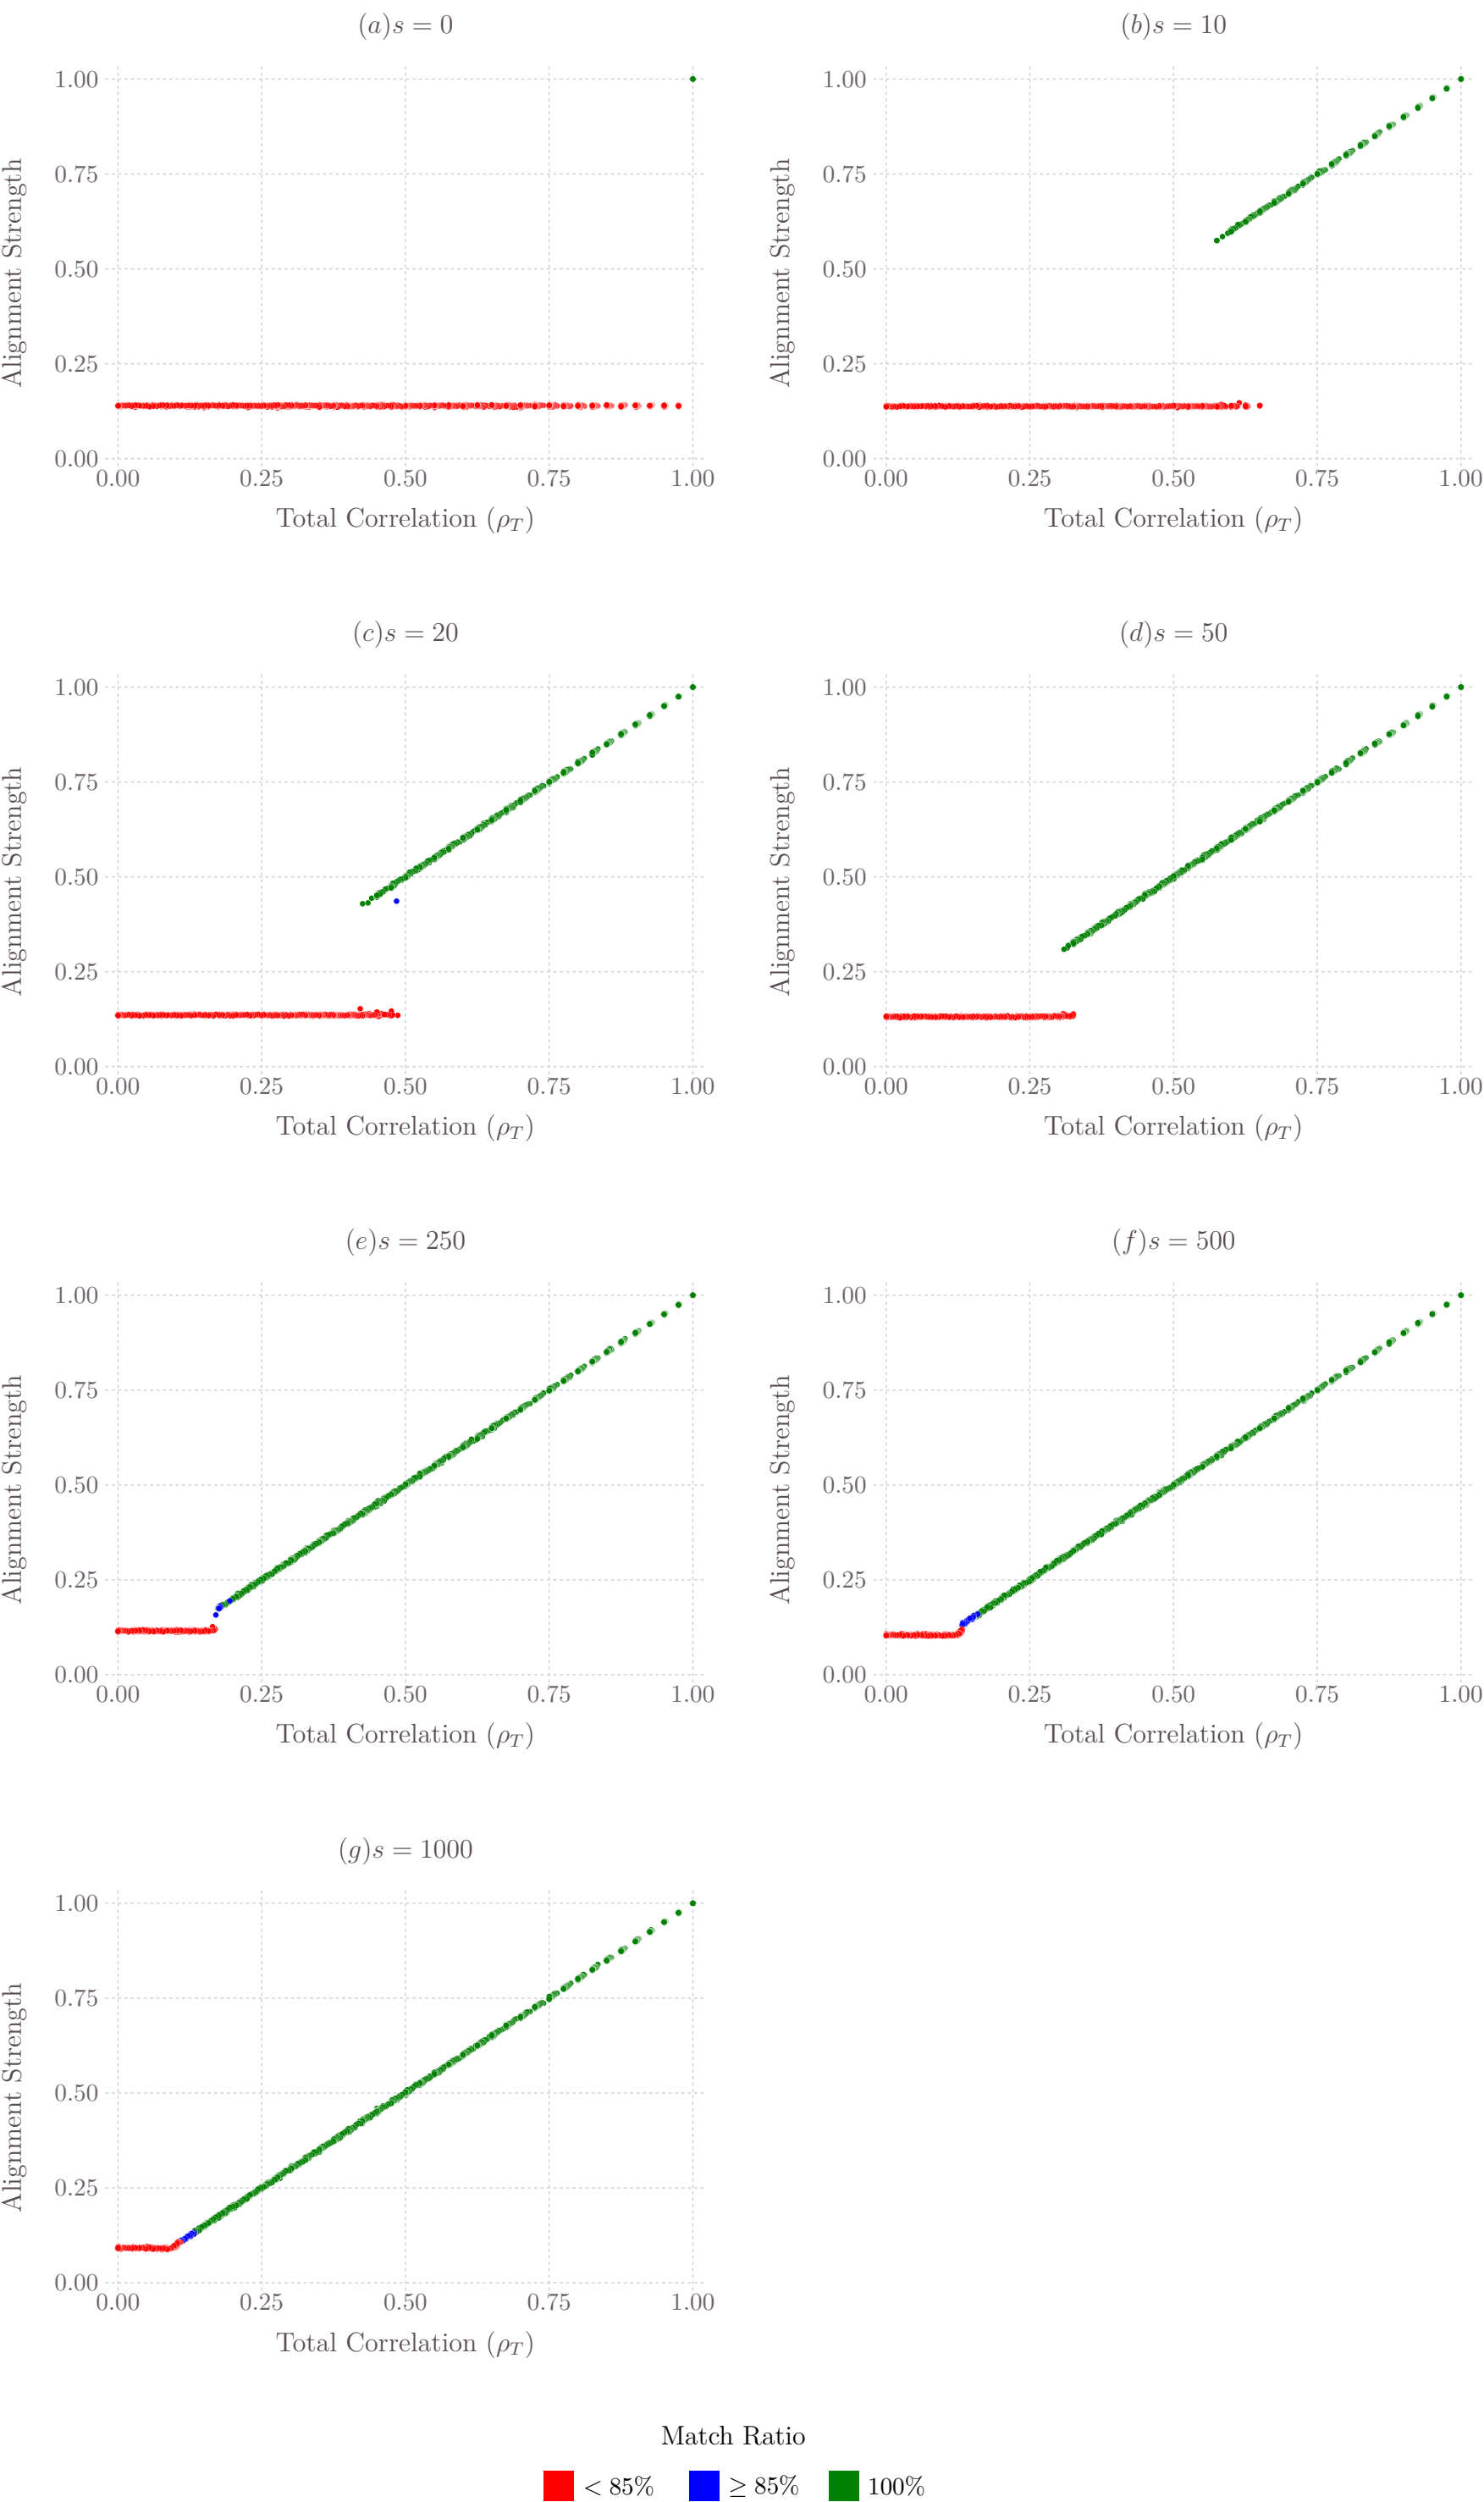 (a)s = 0
(b)s = 10
1.00
0.75
0.50
0.25
0.00
Alignment Strength
0.00 0.25 0.50 0.75 1.00
Total Correlation (ρT)
1.00
0.75
0.50
0.25
0.00
Alignment Strength
0.00 0.25 0.50 0.75 1.00
Total Correlation (ρT)
(c)s = 20
(d)s = 50
1.00
0.75
0.50
0.25
0.00
Alignment Strength
0.00 0.25 0.50 0.75 1.00
Total Correlation (ρT)
1.00
0.75
0.50
0.25
0.00
Alignment Strength
0.00 0.25 0.50 0.75 1.00
Total Correlation (ρT)
(e)s = 250
(f)s = 500
1.00
0.75
0.50
0.25
0.00
Alignment Strength
0.00 0.25 0.50 0.75 1.00
Total Correlation (ρT)
1.00
0.75
0.50
0.25
0.00
Alignment Strength
0.00 0.25 0.50 0.75 1.00
Total Correlation (ρT)
(g)s = 1000
1.00
0.75
0.50
0.25
0.00
Alignment Strength
0.00 0.25 0.50 0.75 1.00
Total Correlation (ρT)
Match Ratio
< 85% ≥ 85% 100%